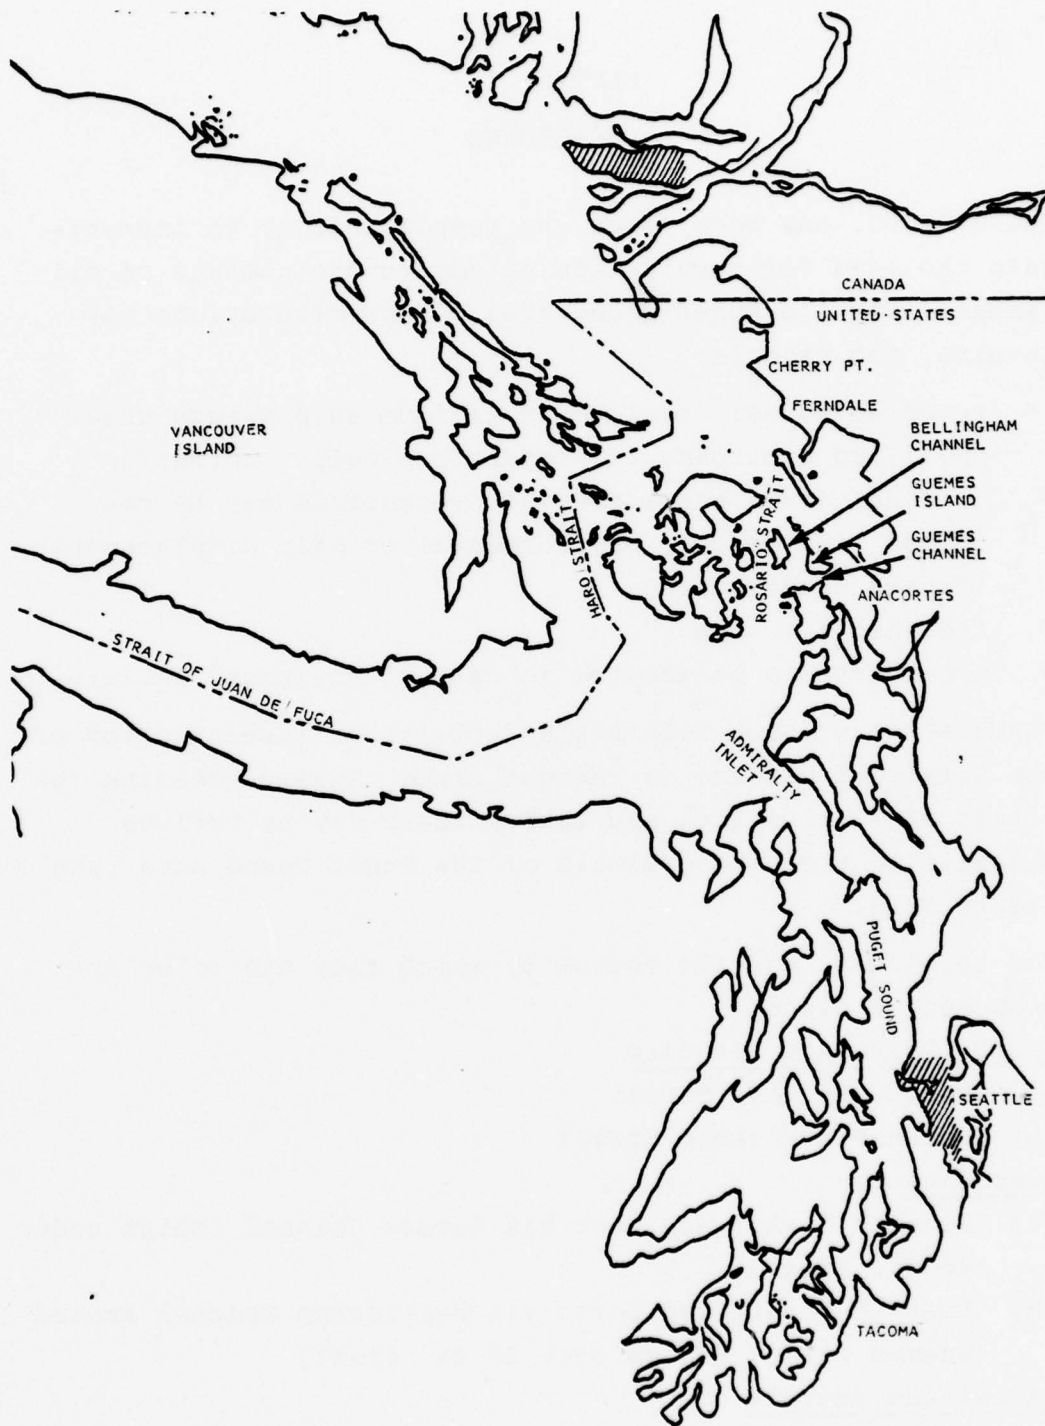 CANADA
UNITED STATES
CHERRY PT.
FERNDALE
BELLINGHAM
CHANNEL
VANCOUVER
ISLAND
GUEMES
ISLAND
GUEMES
CHANNEL
HARO STRAIT
ROSARIO STRAIT
ANACORTES
STRAIT OF JUAN DE FUCA
ADMIRALTY
INLET
PUGET SOUND
SEATTLE
TACOMA